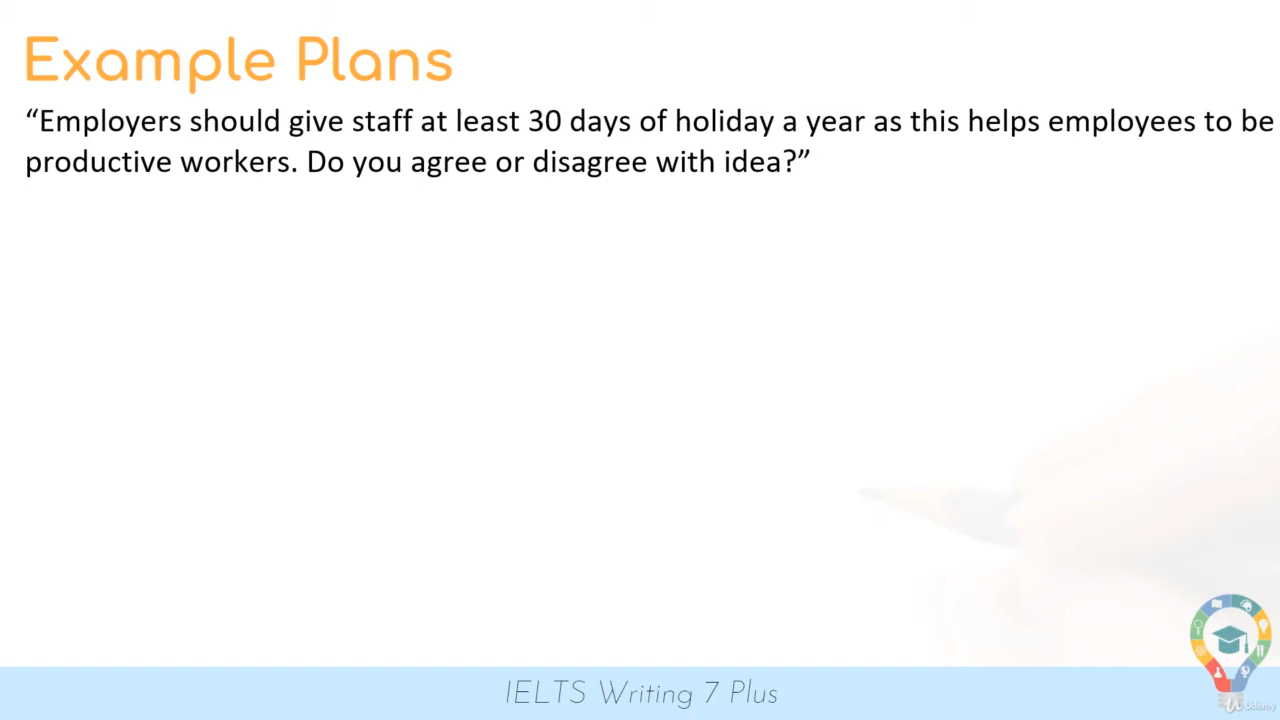 Example Plans
“Employers should give staff at least 30 days of holiday a year as this helps employees to be
productive workers. Do you agree or disagree with idea?”
IELTS Writing 7 Plus
Udemy